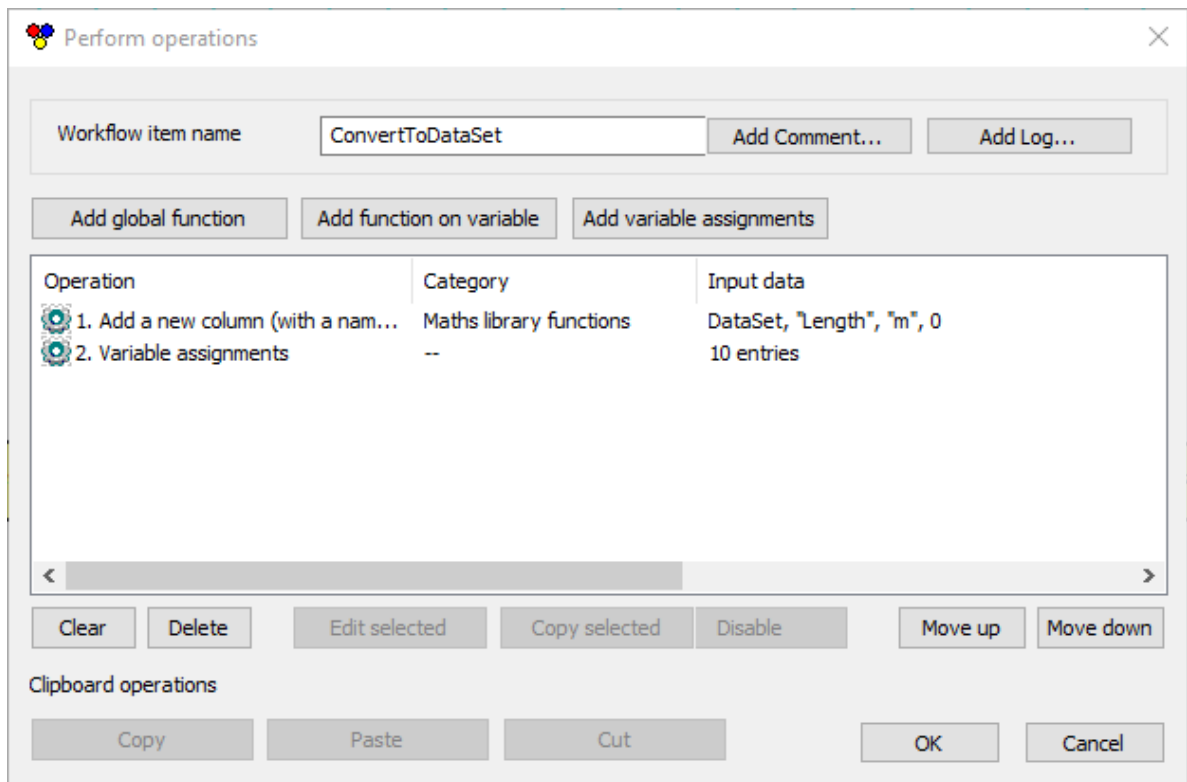 Perform operations
Workflow item name ConvertToDataSet Add Comment... Add Log...
Add global function Add function on variable Add variable assignments
Operation Category Input data
1. Add a new column (with a nam... Maths library functions DataSet, "Length", "m", 0
2. Variable assignments -- 10 entries
Clear Delete Edit selected Copy selected Disable Move up Move down
Clipboard operations
Copy Paste Cut OK Cancel